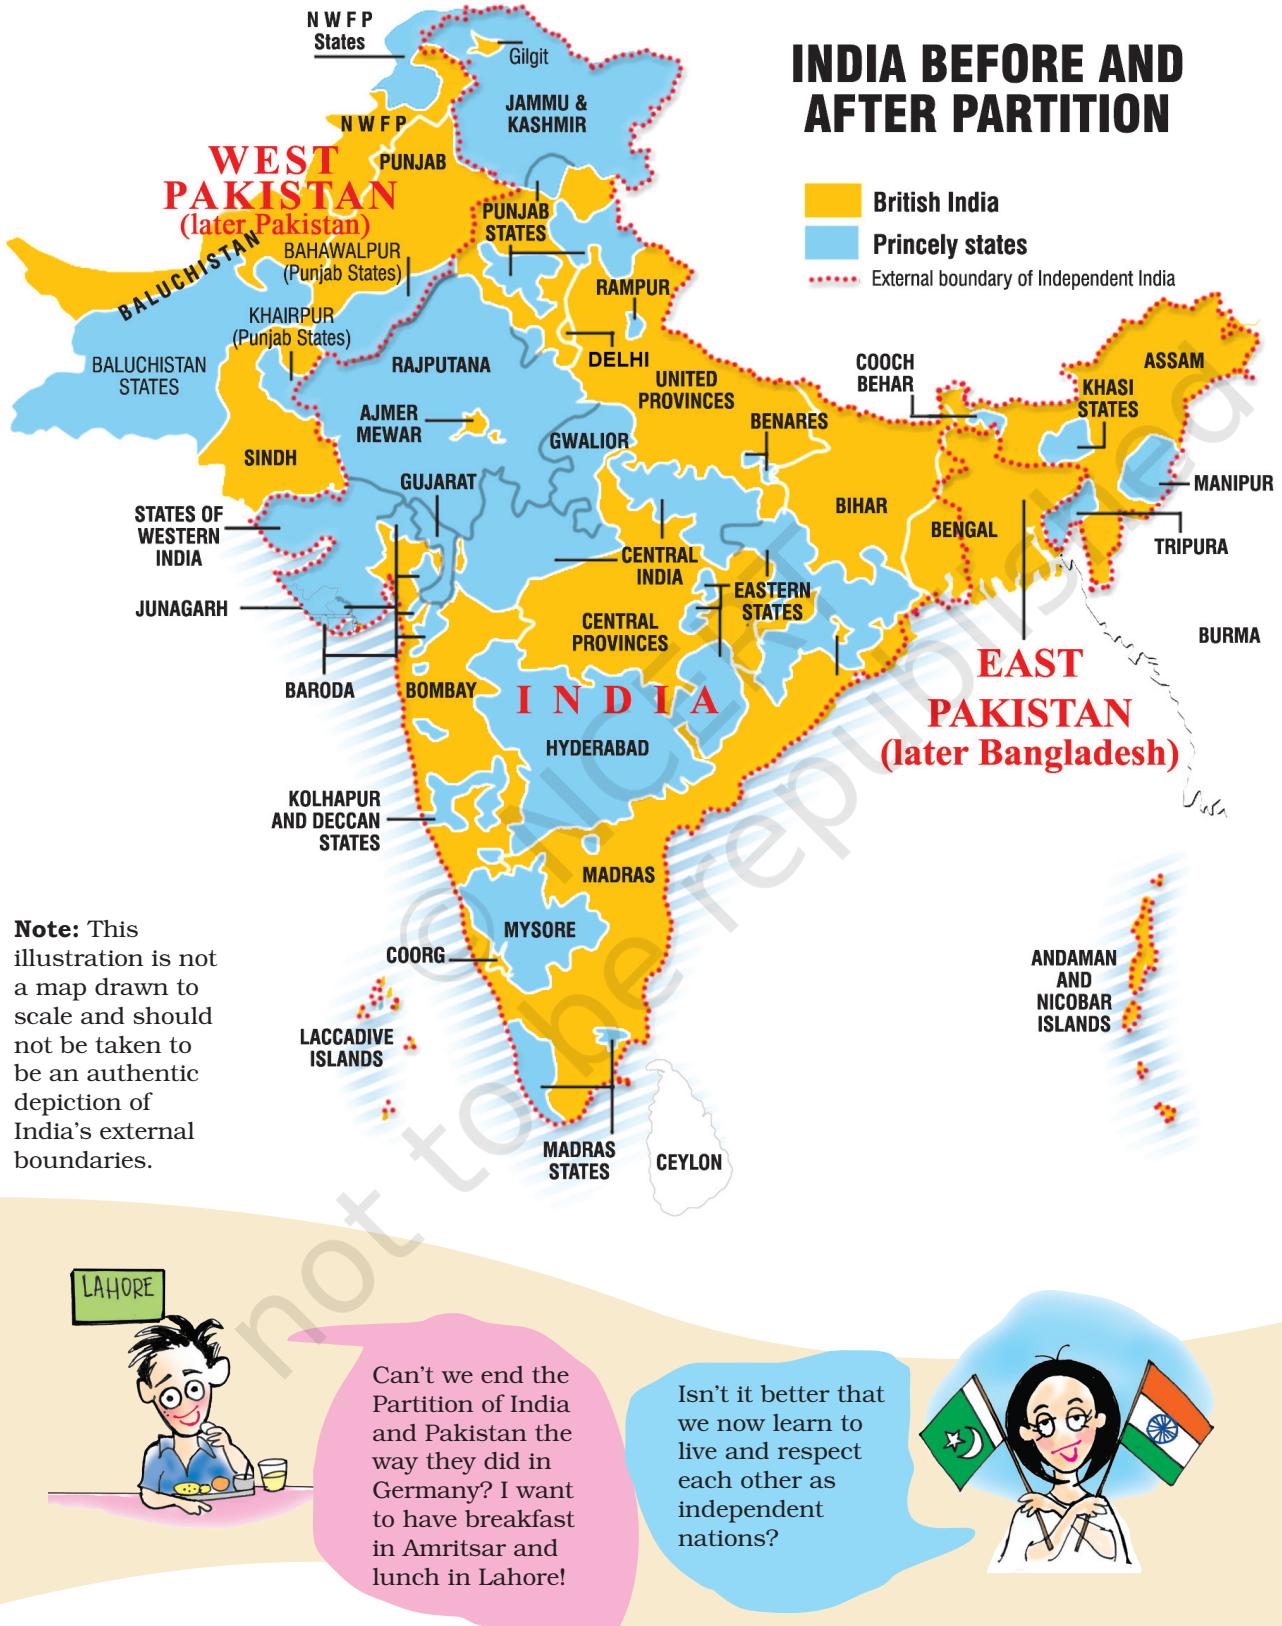 INDIA BEFORE AND
AFTER PARTITION
British India
Princely states
External boundary of Independent India
N W F P
States
Gilgit
JAMMU &
KASHMIR
N W F P
WEST
PAKISTAN
(later Pakistan)
PUNJAB
PUNJAB
STATES
BALUCHISTAN
BAHAWALPUR
(Punjab States)
RAMPUR
KHAIRPUR
(Punjab States)
BALUCHISTAN
STATES
RAJPUTANA
DELHI
UNITED
PROVINCES
COOCH
BEHAR
ASSAM
KHASI
STATES
AJMER
MEWAR
GWALIOR
BENARES
SINDH
GUJARAT
MANIPUR
BIHAR
BENGAL
STATES OF
WESTERN
INDIA
TRIPURA
CENTRAL
INDIA
EASTERN
STATES
JUNAGARH
CENTRAL
PROVINCES
BURMA
EAST
PAKISTAN
(later Bangladesh)
BARODA
BOMBAY
INDIA
HYDERABAD
KOLHAPUR
AND DECCAN
STATES
MADRAS
MYSORE
COORG
LACCADIVE
ISLANDS
ANDAMAN
AND
NICOBAR
ISLANDS
MADRAS
STATES
CEYLON
Note: This
illustration is not
a map drawn to
scale and should
not be taken to
be an authentic
depiction of
India's external
boundaries.
© NCERT
not to be republished
LAHORE
Can't we end the
Partition of India
and Pakistan the
way they did in
Germany? I want
to have breakfast
in Amritsar and
lunch in Lahore!
Isn't it better that
we now learn to
live and respect
each other as
independent
nations?